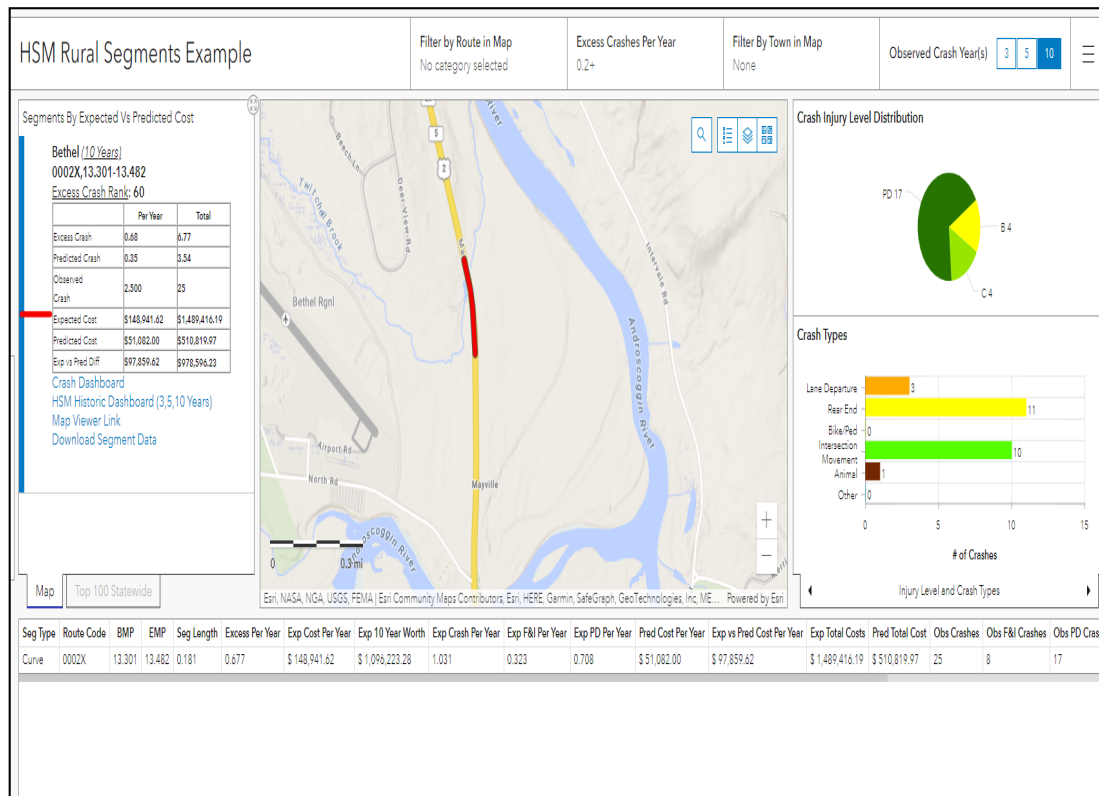 HSM Rural Segments Example
Filter by Route in Map
No category selected
Excess Crashes Per Year
0.2+
Filter By Town in Map
None
Observed Crash Year(s) 3 5 10
Segments By Expected Vs Predicted Cost
Bethel (10 Years)
0002X,13.301-13.482
Excess Crash Rank: 60
Per Year Total
Excess Crash 0.68 6.77
Predicted Crash 0.35 3.54
Observed Crash 2.500 25
Expected Cost $148,941.62 $1,489,416.19
Predicted Cost $51,082.00 $510,819.97
Exp vs Pred Diff $97,859.62 $978,596.23
Crash Dashboard
HSM Historic Dashboard (3,5,10 Years)
Map Viewer Link
Download Segment Data
Map
Top 100 Statewide
River
5
2
Beech Ln
Deer View Rd
Twitchell Brook
Bethel Rgnl
Intervale Rd
Androscoggin River
Airport Rd
North Rd
Mayville
Androscoggin River
0 0.3 mi
+
−
Esri, NASA, NGA, USGS, FEMA | Esri Community Maps Contributors, Esri, HERE, Garmin, SafeGraph, GeoTechnologies, Inc, ME... Powered by Esri
Crash Injury Level Distribution
PD 17
B 4
C 4
Crash Types
Lane Departure 3
Rear End 11
Bike/Ped 0
Intersection Movement 10
Animal 1
Other 0
0 5 10 15
# of Crashes
Injury Level and Crash Types
Seg Type Route Code BMP EMP Seg Length Excess Per Year Exp Cost Per Year Exp 10 Year Worth Exp Crash Per Year Exp F&I Per Year Exp PD Per Year Pred Cost Per Year Exp vs Pred Cost Per Year Exp Total Costs Pred Total Cost Obs Crashes Obs F&I Crashes Obs PD Cras
Curve 0002X 13.301 13.482 0.181 0.677 $ 148,941.62 $ 1,096,223.28 1.031 0.323 0.708 $ 51,082.00 $ 97,859.62 $ 1,489,416.19 $ 510,819.97 25 8 17